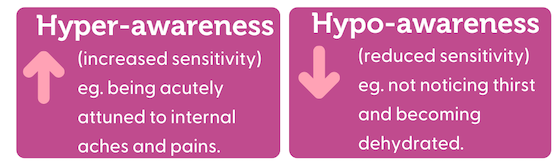 Hyper-awareness
(increased sensitivity)
eg. being acutely
attuned to internal
aches and pains.
Hypo-awareness
(reduced sensitivity)
eg. not noticing thirst
and becoming
dehydrated.